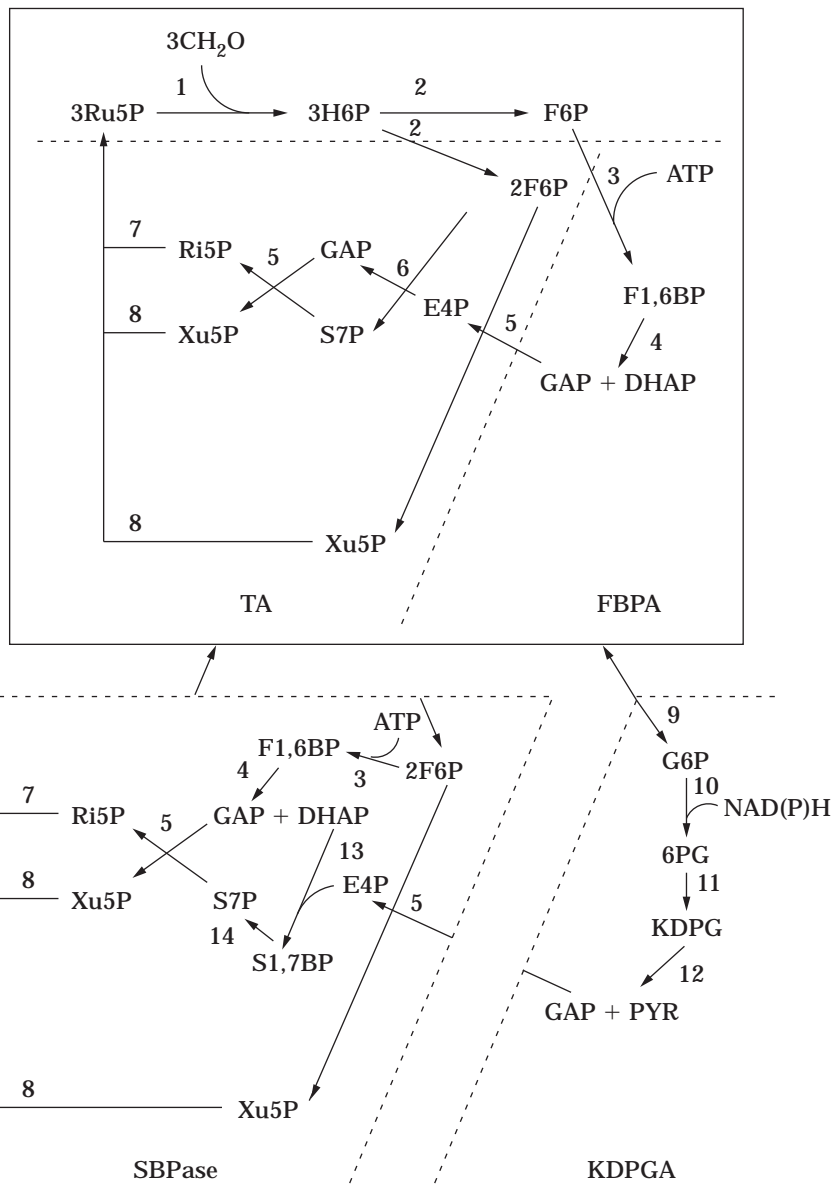 3CH₂O
1
2
3Ru5P
3H6P
F6P
2
3
ATP
2F6P
7
Ri5P
5
GAP
6
F1,6BP
E4P
8
Xu5P
S7P
5
4
GAP + DHAP
8
Xu5P
TA
FBPA
9
ATP
F1,6BP
4
3
2F6P
G6P
10
NAD(P)H
7
Ri5P
5
GAP + DHAP
13
6PG
11
8
Xu5P
S7P
E4P
5
14
KDPG
S1,7BP
12
GAP + PYR
8
Xu5P
SBPase
KDPGA